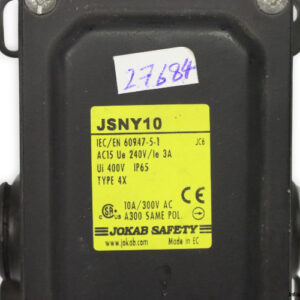 27684
JSNY10
IEC/EN 60947-5-1 JC6
AC15 Ue 240V/Ie 3A
Ui 400V IP65
TYPE 4X
10A/300V AC
A300 SAME POL.
JOKAB SAFETY
www.jokab.com Made in EC